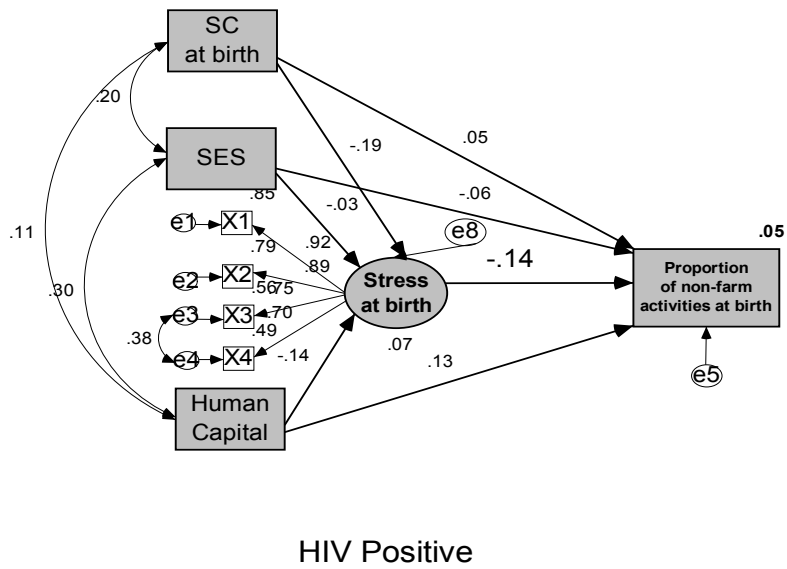 SC
at birth
.20
.05
-.19
SES
-.06
.85
-.03
.11
e1
X1
.79
.92
e8
.05
.89
-.14
Stress
at birth
Proportion
of non-farm
activities at birth
e2
X2
.30
.56
.75
e3
X3
.70
.38
.49
e4
X4
-.14
.07
.13
e5
Human
Capital
HIV Positive